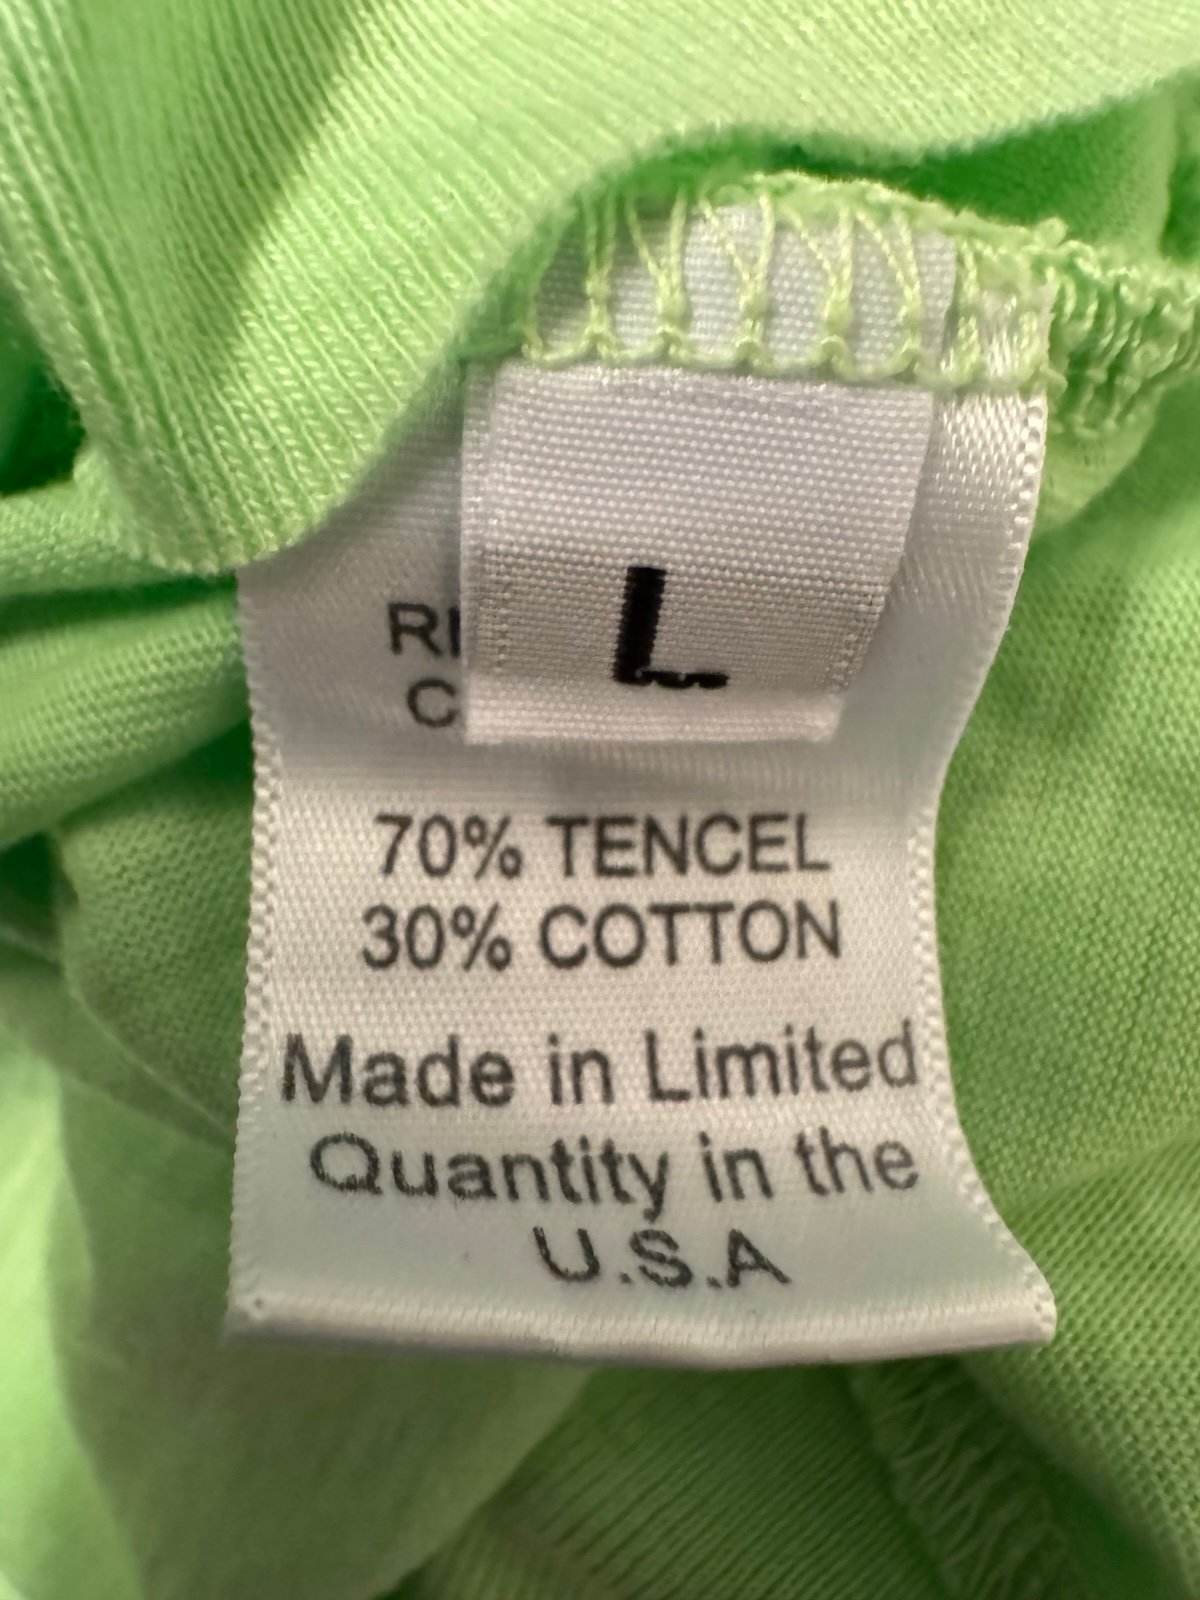 L
70% TENCEL
30% COTTON
Made in Limited
Quantity in the
U.S.A